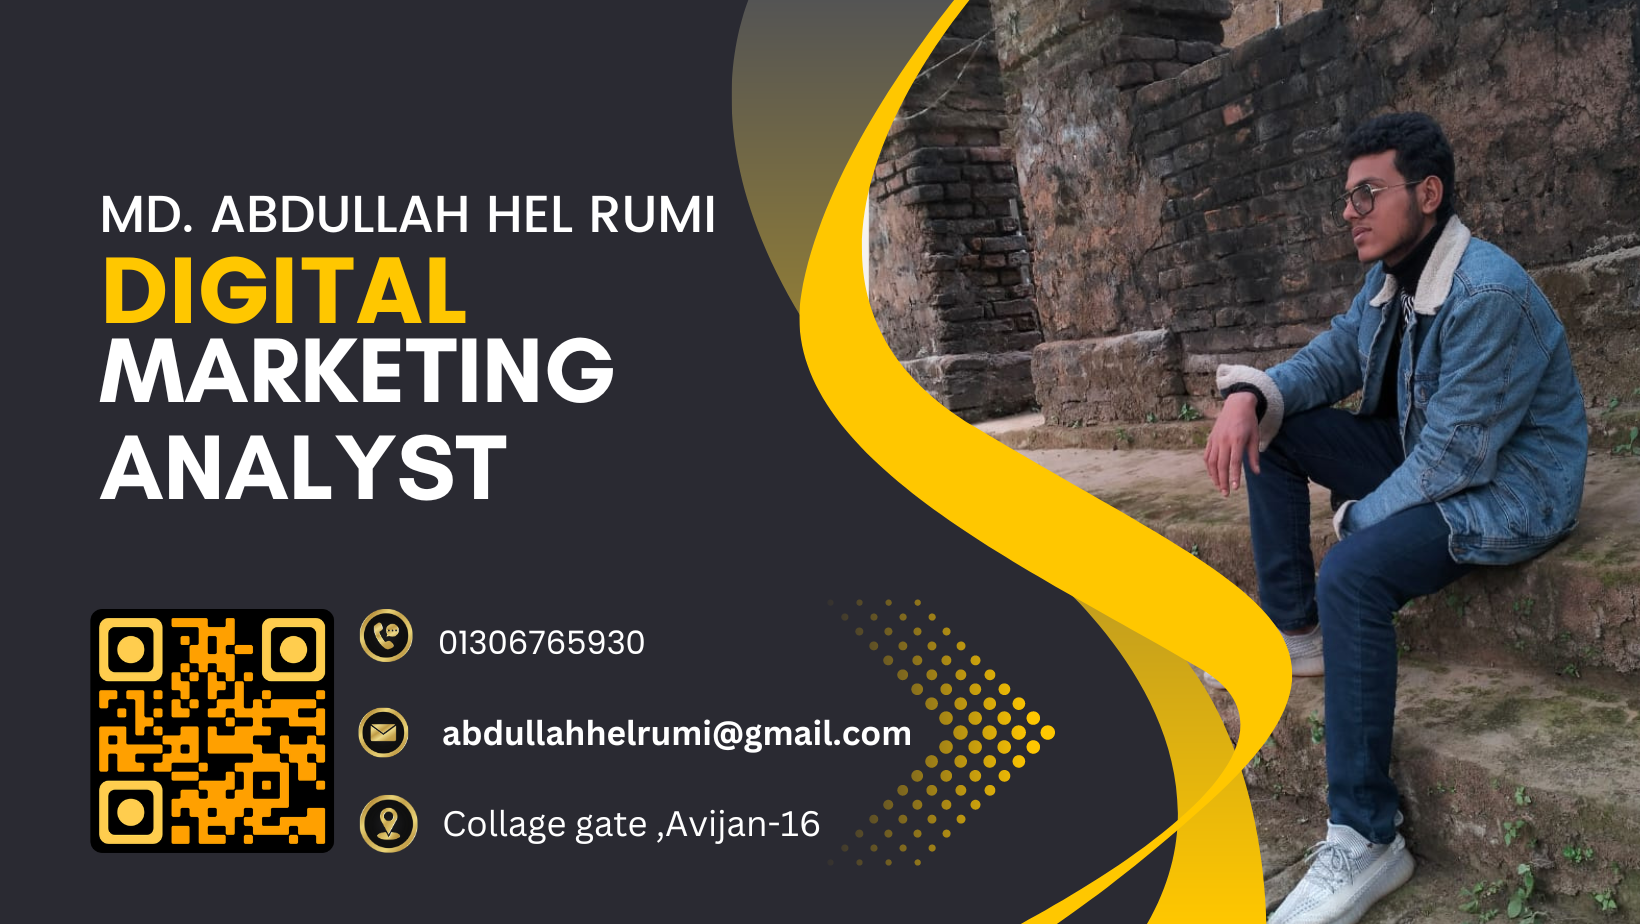 MD. ABDULLAH HEL RUMI
DIGITAL
MARKETING
ANALYST
01306765930
abdullahhelrumi@gmail.com
Collage gate ,Avijan-16